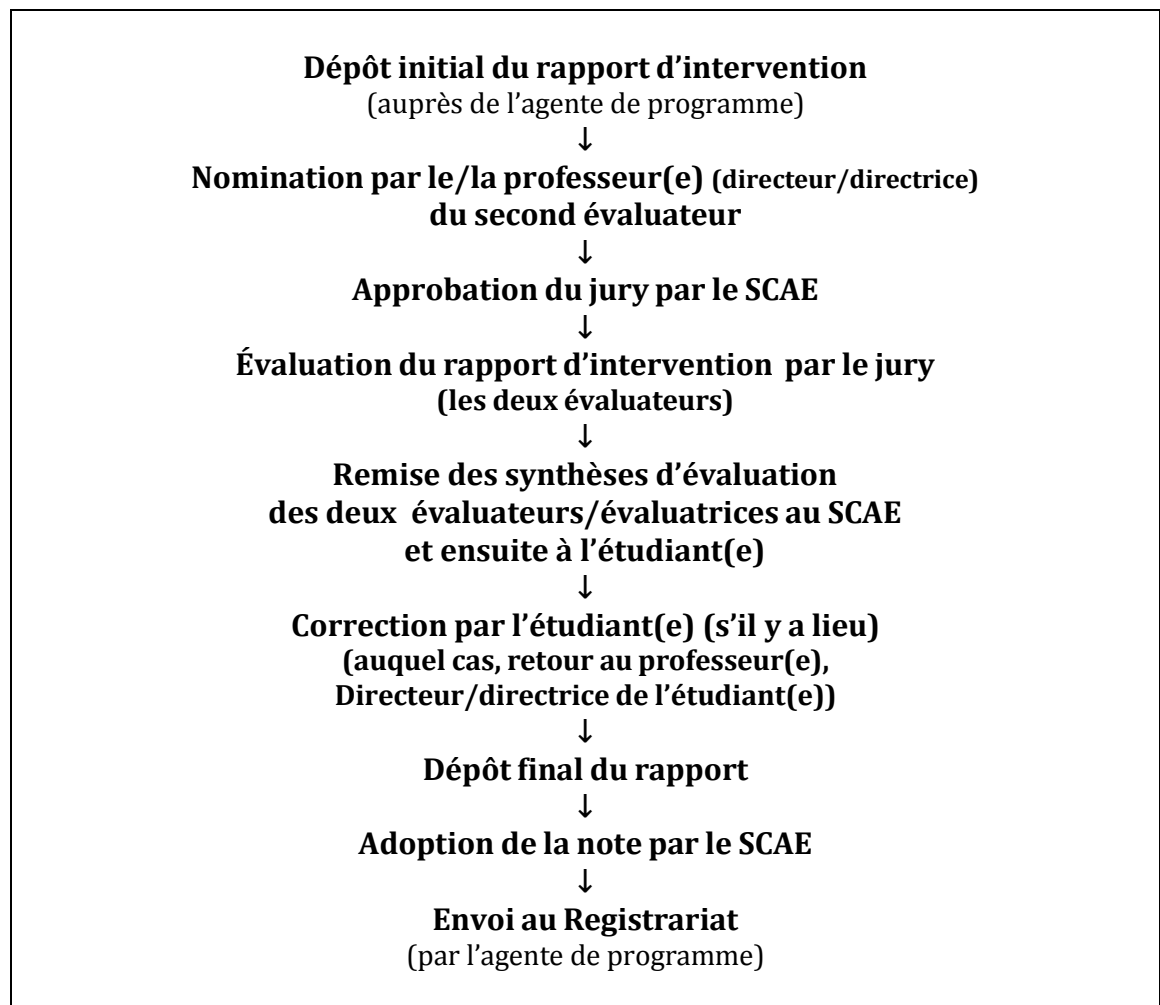 Dépôt initial du rapport d’intervention
(auprès de l’agente de programme)
↓
Nomination par le/la professeur(e) (directeur/directrice)
du second évaluateur
↓
Approbation du jury par le SCAE
↓
Évaluation du rapport d’intervention  par le jury
(les deux évaluateurs)
↓
Remise des synthèses d’évaluation
des deux  évaluateurs/évaluatrices au SCAE
et ensuite à l’étudiant(e)
↓
Correction par l’étudiant(e) (s’il y a lieu)
(auquel cas, retour au professeur(e),
Directeur/directrice de l’étudiant(e))
↓
Dépôt final du rapport
↓
Adoption de la note par le SCAE
↓
Envoi au Registrariat
(par l’agente de programme)